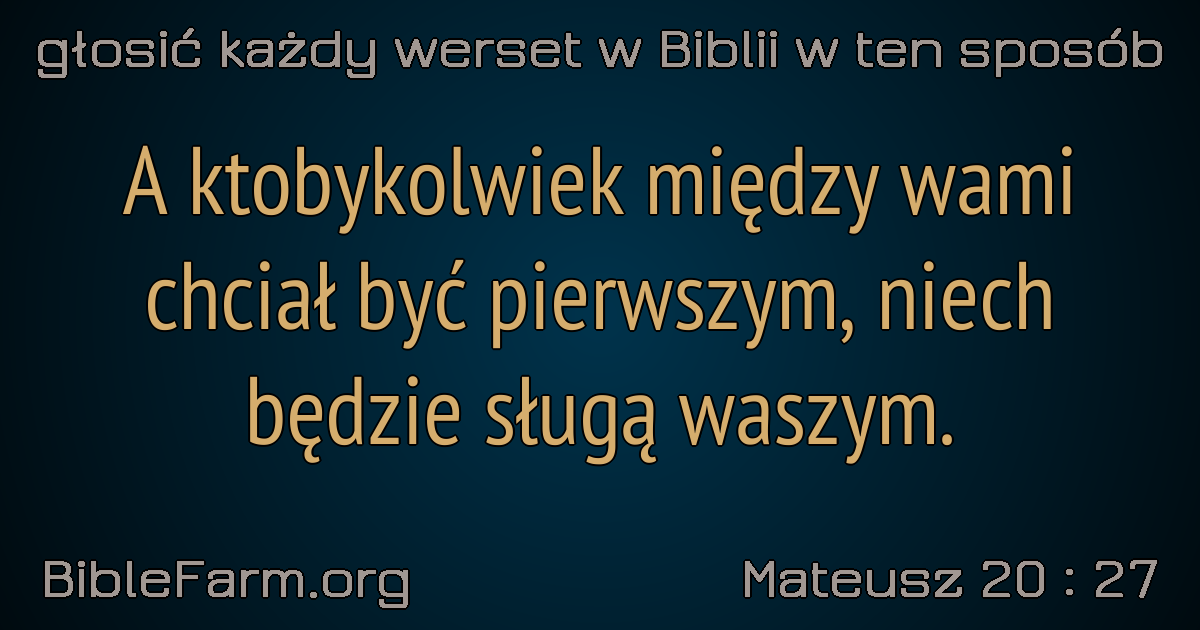 głosić każdy werset w Biblii w ten sposób
A ktobykolwiek między wami
chciał być pierwszym, niech
będzie sługą waszym.
BibleFarm.org
Mateusz 20 : 27